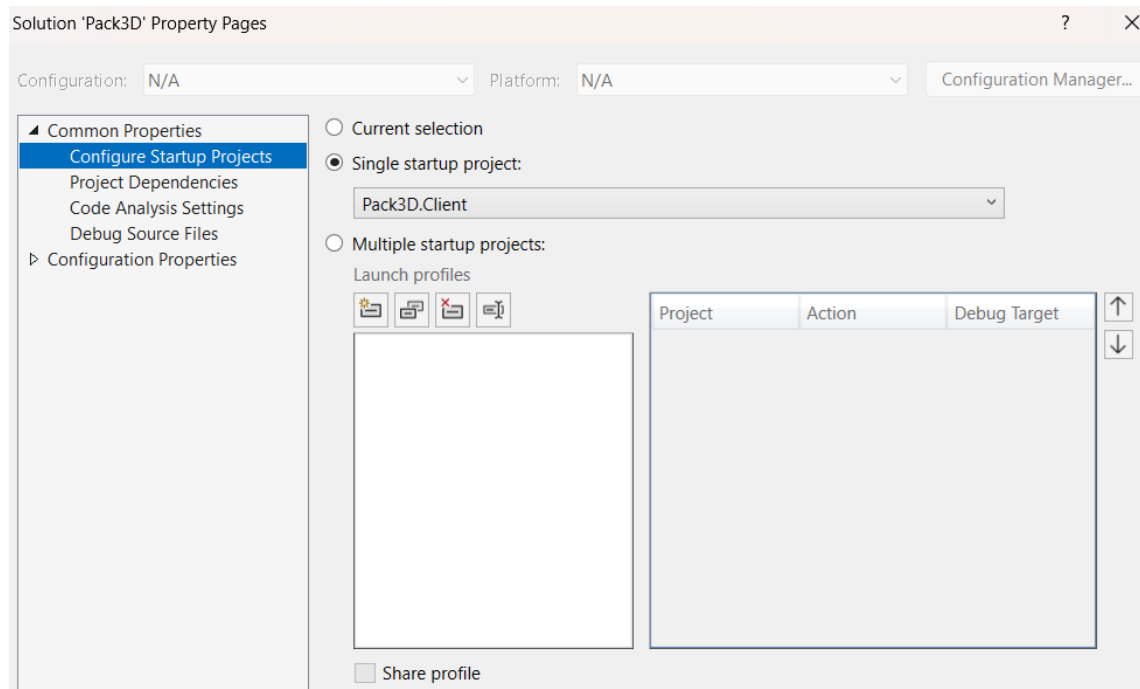 Solution 'Pack3D' Property Pages
?
Configuration: N/A Platform: N/A Configuration Manager...
Common Properties
Configure Startup Projects
Project Dependencies
Code Analysis Settings
Debug Source Files
Configuration Properties
Current selection
Single startup project:
Pack3D.Client
Multiple startup projects:
Launch profiles
Project Action Debug Target
Share profile